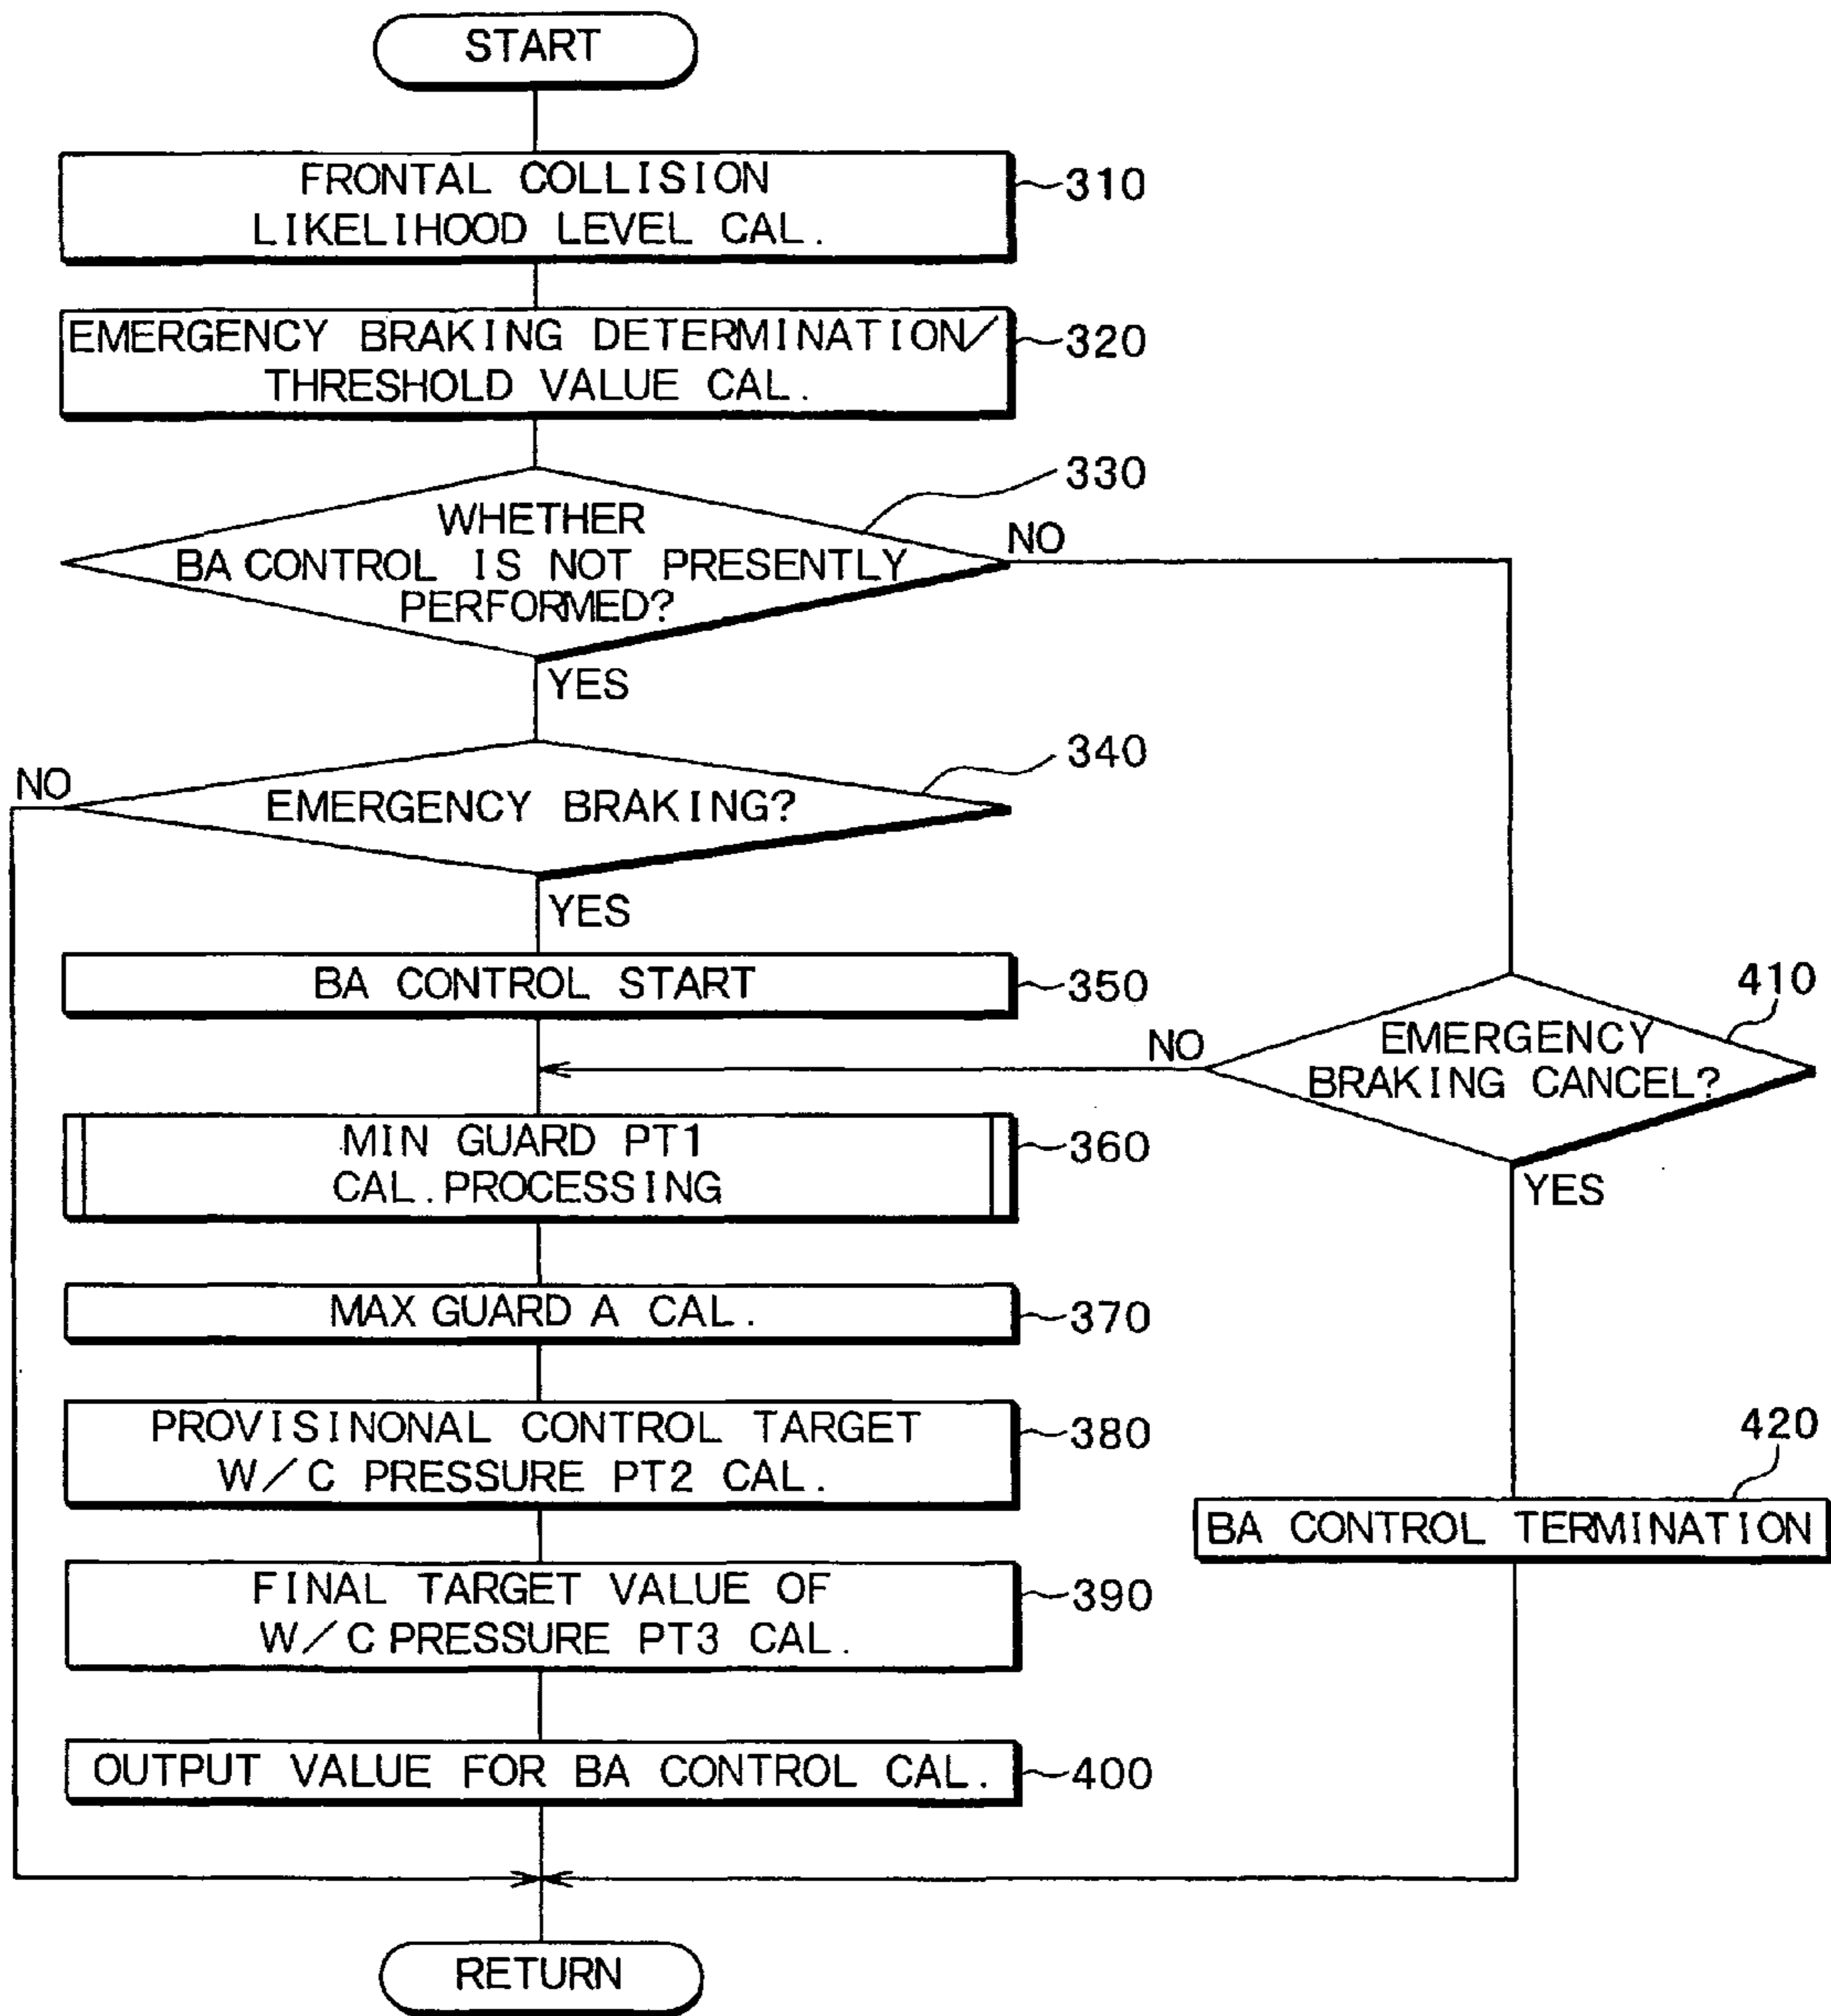 START
FRONTAL COLLISION
LIKELIHOOD LEVEL CAL.
310
EMERGENCY BRAKING DETERMINATION/
THRESHOLD VALUE CAL.
320
330
WHETHER
BA CONTROL IS NOT PRESENTLY
PERFORMED?
NO
YES
340
NO
EMERGENCY BRAKING?
YES
BA CONTROL START
350
410
EMERGENCY
BRAKING CANCEL?
NO
YES
MIN GUARD PT1
CAL.PROCESSING
360
MAX GUARD A CAL.
370
PROVISINONAL CONTROL TARGET
W/C PRESSURE PT2 CAL.
380
420
BA CONTROL TERMINATION
FINAL TARGET VALUE OF
W/C PRESSURE PT3 CAL.
390
OUTPUT VALUE FOR BA CONTROL CAL.
400
RETURN